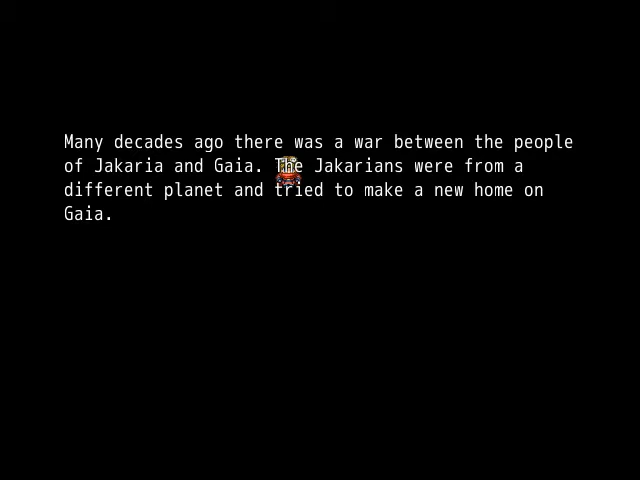 Many decades ago there was a war between the people
of Jakaria and Gaia. The Jakarians were from a
different planet and tried to make a new home on
Gaia.